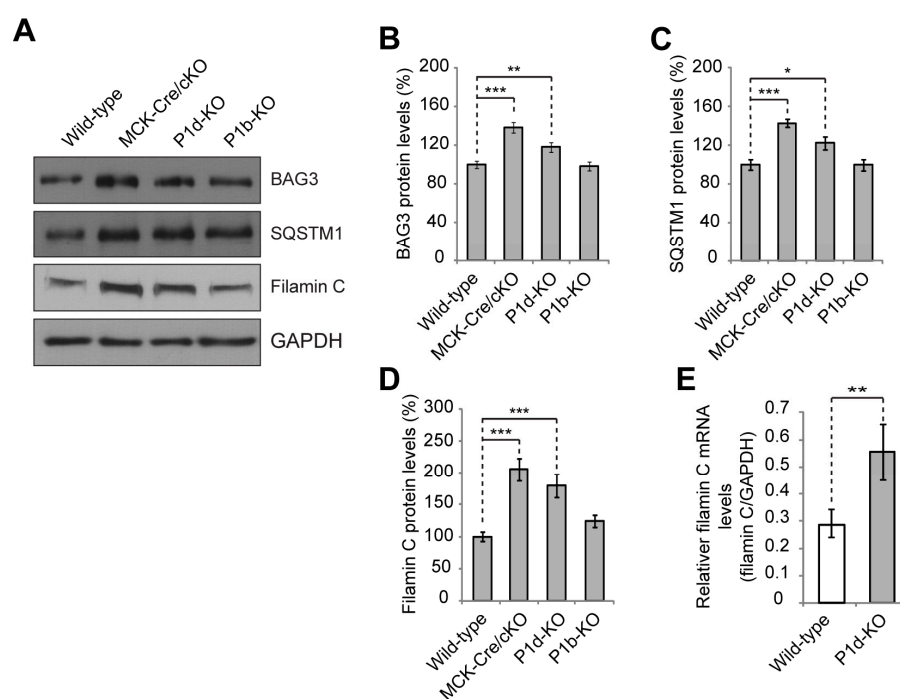 A
Wild-type
MCK-Cre/cKO
P1d-KO
P1b-KO
BAG3
SQSTM1
Filamin C
GAPDH
B
BAG3 protein levels (%)
200
160
120
80
40
0
**
***
Wild-type
MCK-Cre/cKO
P1d-KO
P1b-KO
C
SQSTM1 protein levels (%)
200
160
120
80
40
0
*
***
Wild-type
MCK-Cre/cKO
P1d-KO
P1b-KO
D
Filamin C protein levels (%)
300
250
200
150
100
50
0
***
***
Wild-type
MCK-Cre/cKO
P1d-KO
P1b-KO
E
Relativer filamin C mRNA
levels
(filamin C/GAPDH)
0.7
0.6
0.5
0.4
0.3
0.2
0.1
0
**
Wild-type
P1d-KO